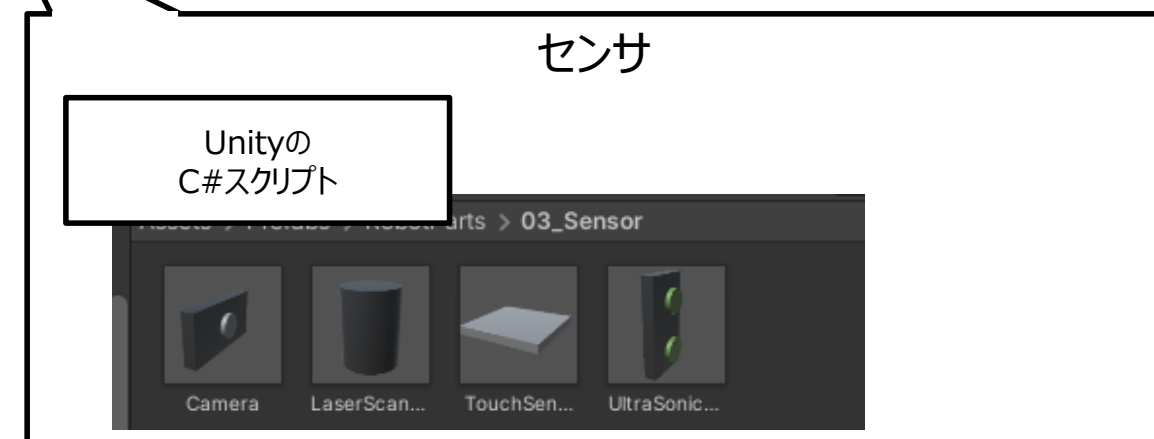 センサ
Unityの
C#スクリプト
arts > 03_Sensor
Camera
LaserScan...
TouchSen...
UltraSonic...